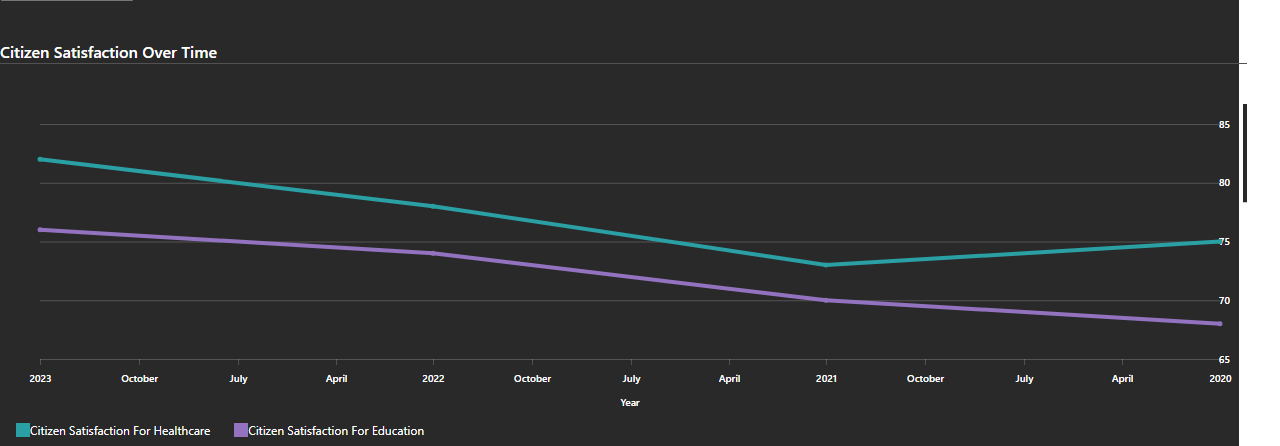 Citizen Satisfaction Over Time
85
80
75
70
65
2023 October July April 2022 October July April 2021 October July April 2020
Year
Citizen Satisfaction For Healthcare Citizen Satisfaction For Education